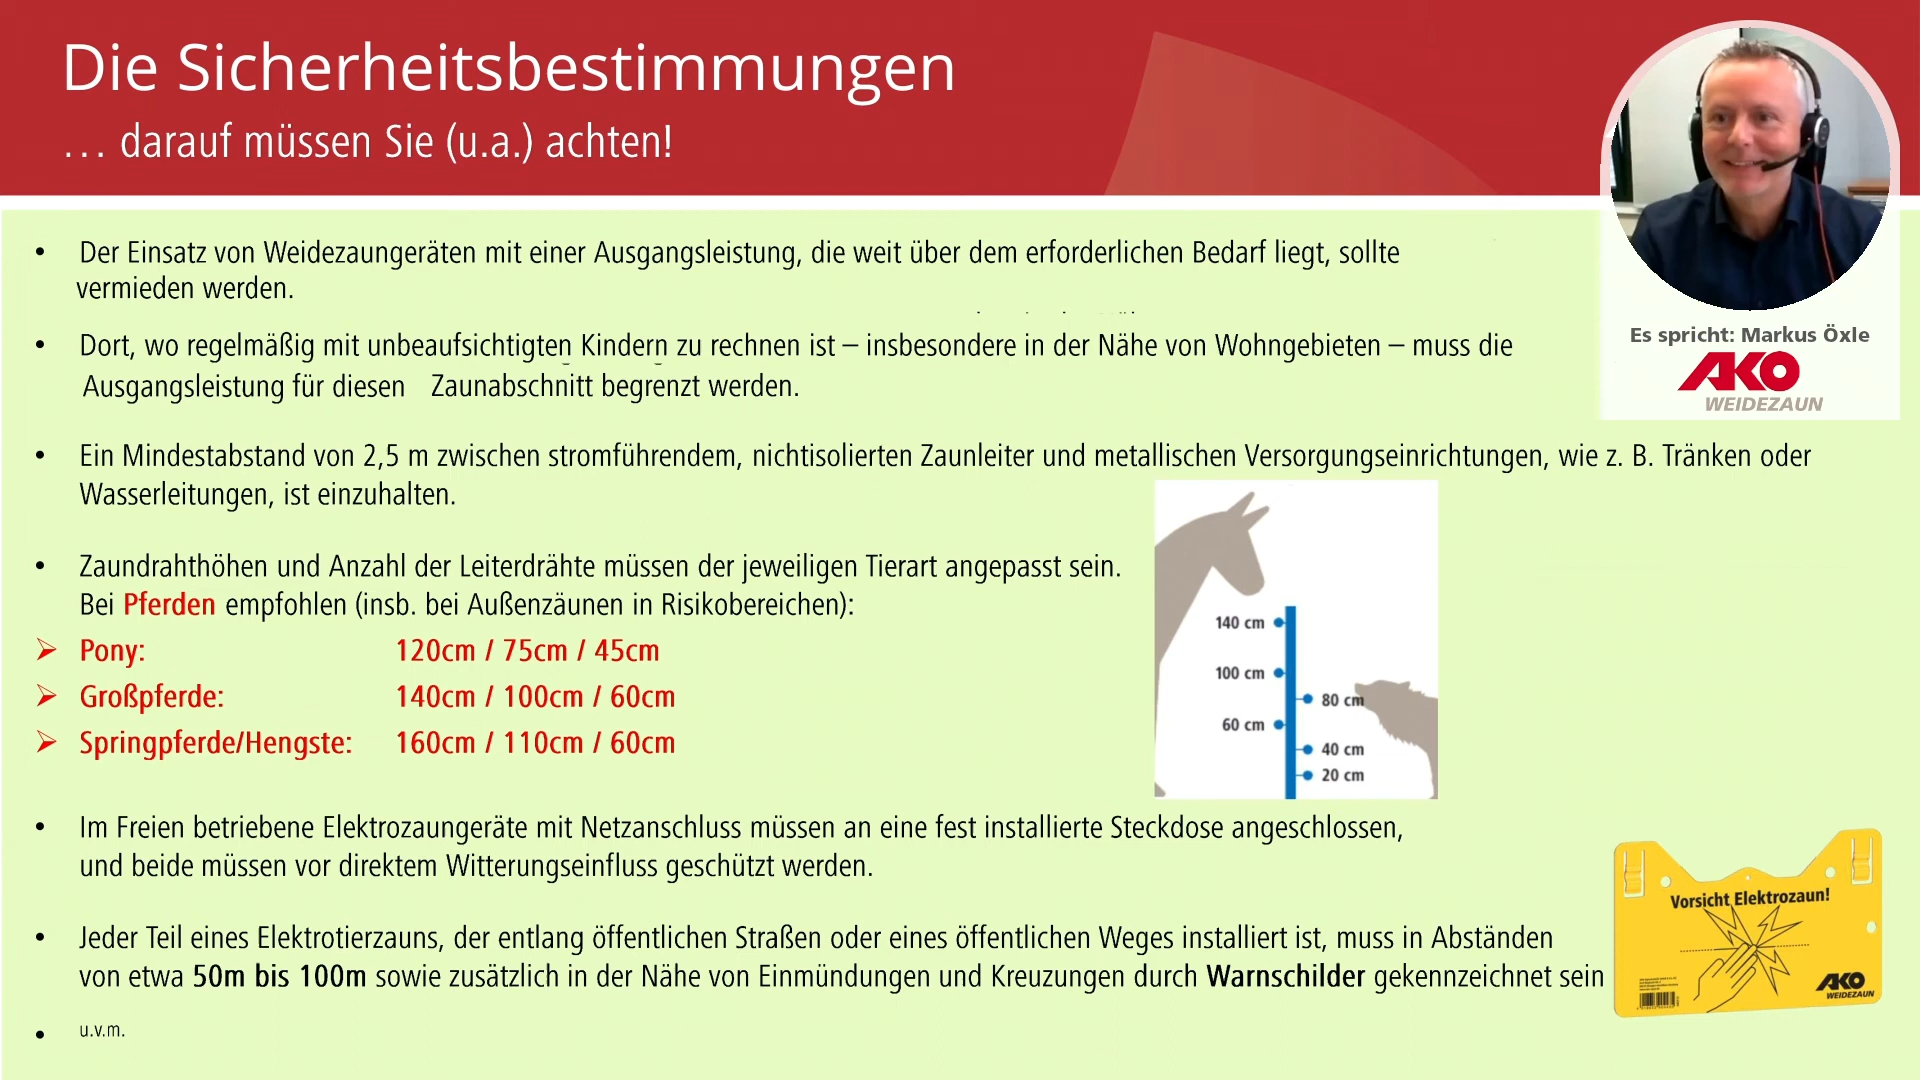 Die Sicherheitsbestimmungen
... darauf müssen Sie (u.a.) achten!
Es spricht: Markus Öxle
AKO
WEIDEZAUN
• Der Einsatz von Weidezaungeräten mit einer Ausgangsleistung, die weit über dem erforderlichen Bedarf liegt, sollte
vermieden werden.
• Dort, wo regelmäßig mit unbeaufsichtigten Kindern zu rechnen ist – insbesondere in der Nähe von Wohngebieten – muss die
Ausgangsleistung für diesen Zaunabschnitt begrenzt werden.
• Ein Mindestabstand von 2,5 m zwischen stromführendem, nichtisolierten Zaunleiter und metallischen Versorgungseinrichtungen, wie z. B. Tränken oder
Wasserleitungen, ist einzuhalten.
• Zaundrahthöhen und Anzahl der Leiterdrähte müssen der jeweiligen Tierart angepasst sein.
Bei Pferden empfohlen (insb. bei Außenzäunen in Risikobereichen):
➢ Pony: 120cm / 75cm / 45cm
➢ Großpferde: 140cm / 100cm / 60cm
➢ Springpferde/Hengste: 160cm / 110cm / 60cm
140 cm
100 cm
80 cm
60 cm
40 cm
20 cm
• Im Freien betriebene Elektrozaungeräte mit Netzanschluss müssen an eine fest installierte Steckdose angeschlossen,
und beide müssen vor direktem Witterungseinfluss geschützt werden.
• Jeder Teil eines Elektrotierzauns, der entlang öffentlichen Straßen oder eines öffentlichen Weges installiert ist, muss in Abständen
von etwa 50m bis 100m sowie zusätzlich in der Nähe von Einmündungen und Kreuzungen durch Warnschilder gekennzeichnet sein
• u.v.m.
Vorsicht Elektrozaun!
AKO
WEIDEZAUN